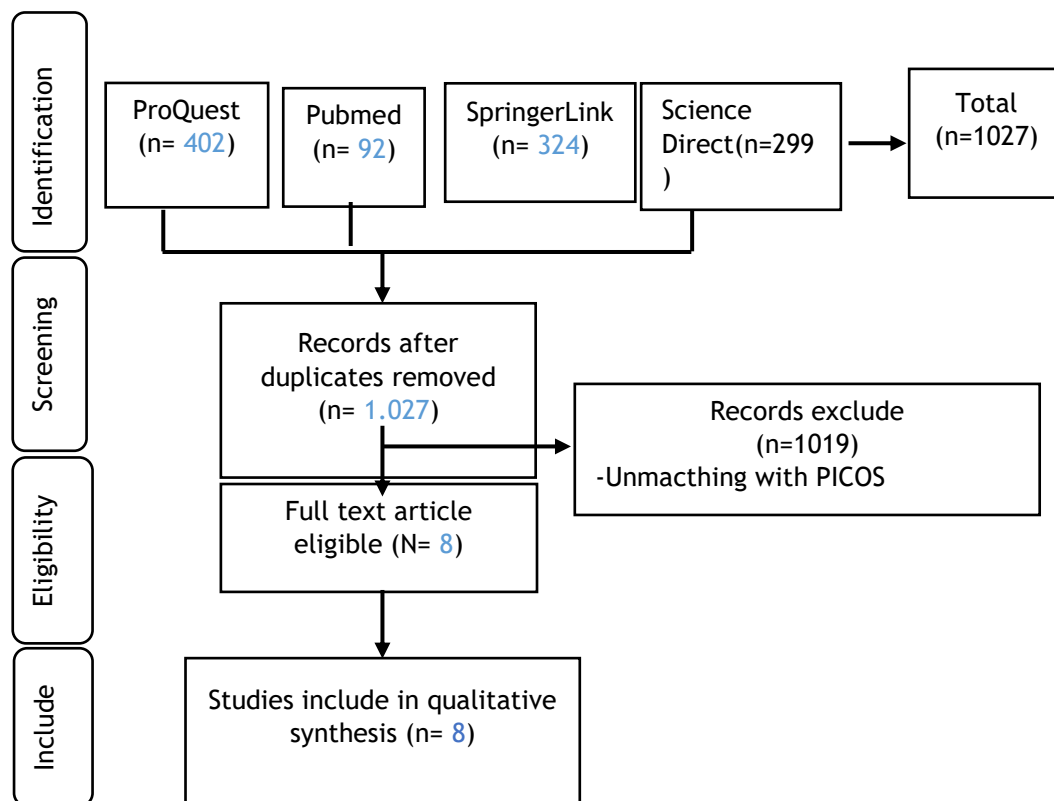 Identification
ProQuest
(n= 402)
Pubmed
(n= 92)
SpringerLink
(n= 324)
Science
Direct(n=299
)
Total
(n=1027)
Screening
Records after
duplicates removed
(n= 1.027)
Records exclude
(n=1019)
-Unmacthing with PICOS
Eligibility
Full text article
eligible (N= 8)
Include
Studies include in qualitative
synthesis (n= 8)